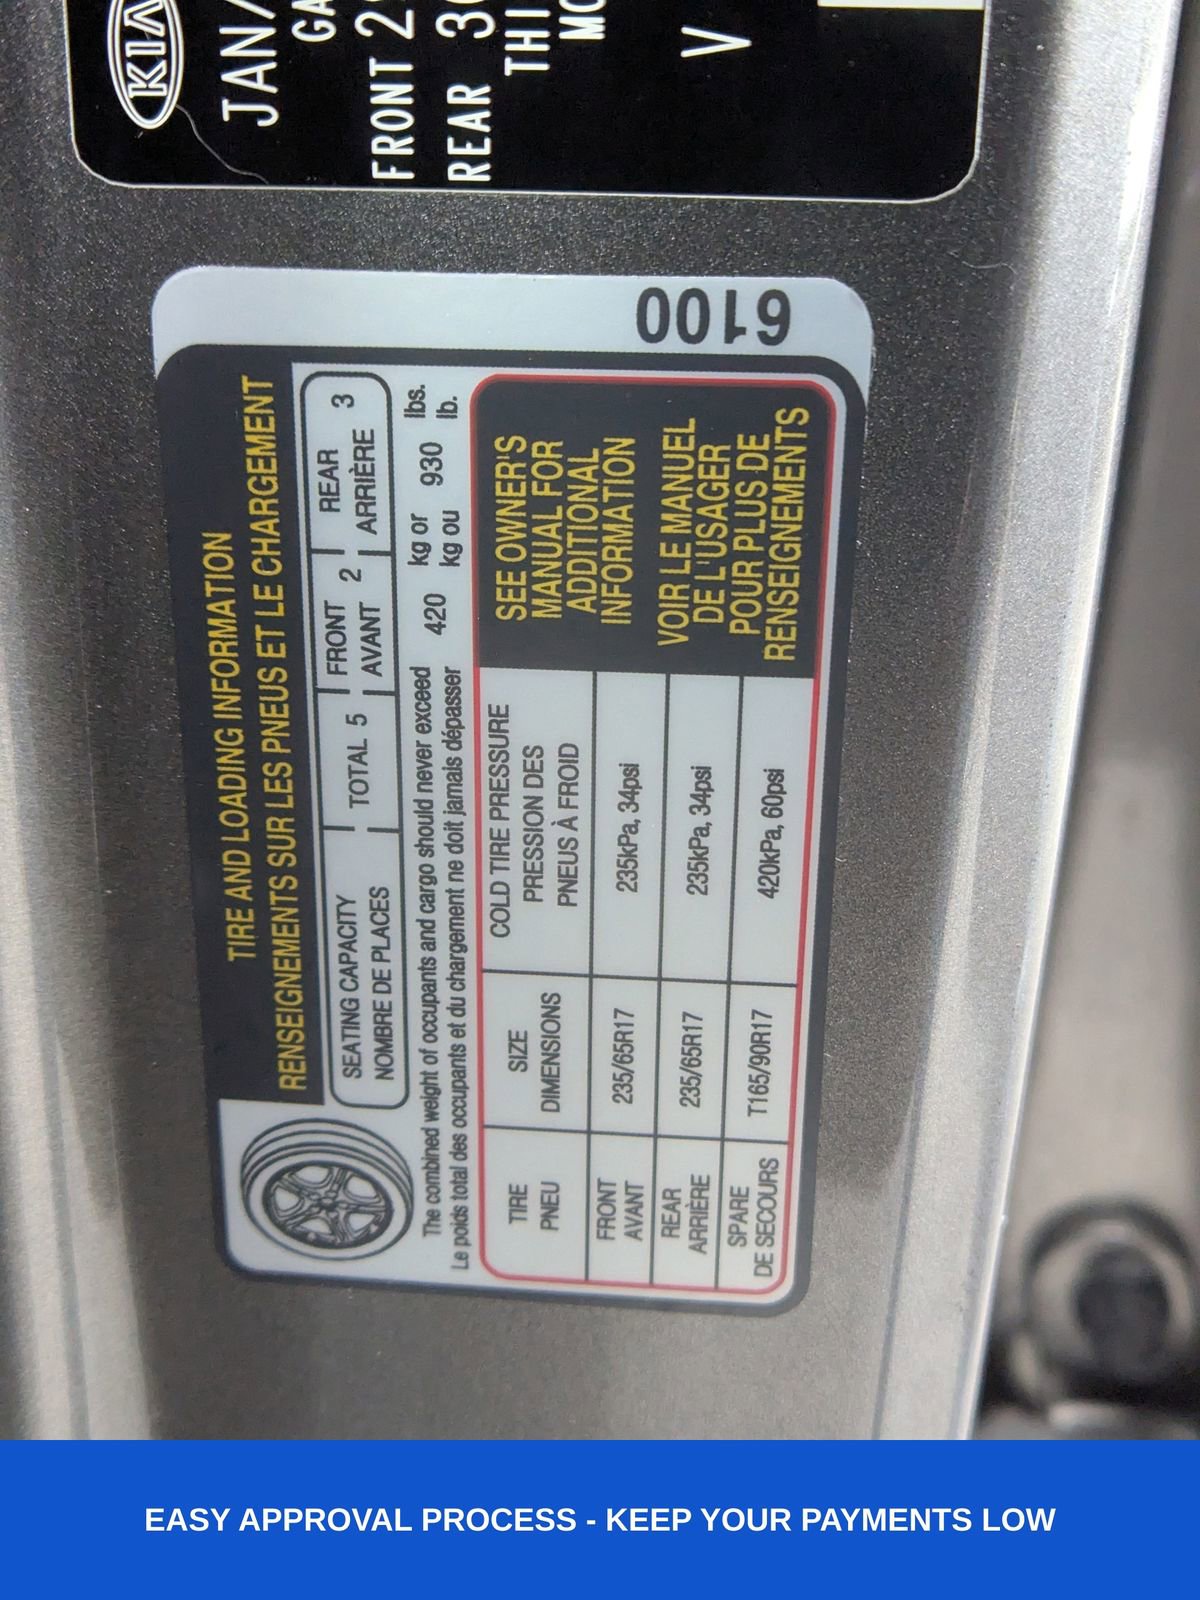 KIA
JAN/
GA
FRONT 2
REAR 3
THI
MO
V
6100
TIRE AND LOADING INFORMATION
RENSEIGNEMENTS SUR LES PNEUS ET LE CHARGEMENT
SEATING CAPACITY
NOMBRE DE PLACES
TOTAL 5
FRONT
AVANT 2
REAR
ARRIÈRE 3
The combined weight of occupants and cargo should never exceed 420 kg or 930 lbs.
Le poids total des occupants et du chargement ne doit jamais dépasser 420 kg ou 930 lb.
TIRE
PNEU
SIZE
DIMENSIONS
COLD TIRE PRESSURE
PRESSION DES
PNEUS À FROID
FRONT
AVANT
235/65R17
235kPa, 34psi
REAR
ARRIÈRE
235/65R17
235kPa, 34psi
SPARE
DE SECOURS
T165/90R17
420kPa, 60psi
SEE OWNER'S
MANUAL FOR
ADDITIONAL
INFORMATION
VOIR LE MANUEL
DE L'USAGER
POUR PLUS DE
RENSEIGNEMENTS
EASY APPROVAL PROCESS - KEEP YOUR PAYMENTS LOW